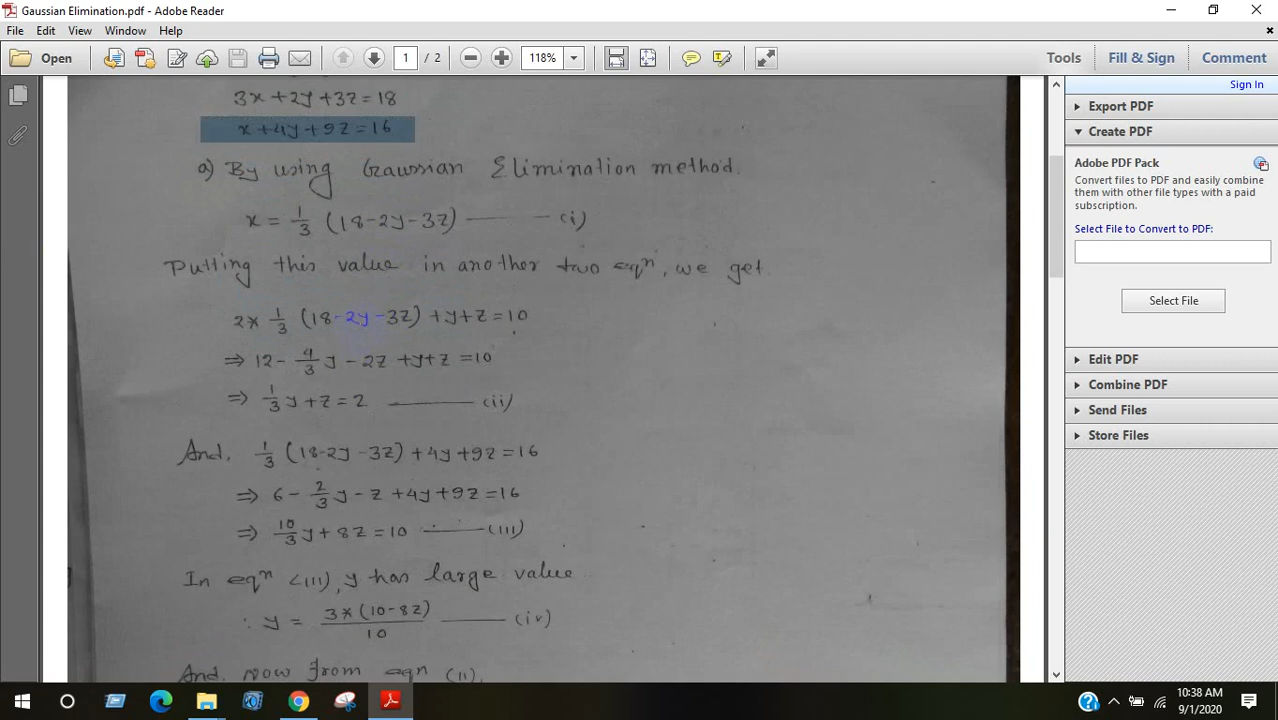 Gaussian Elimination.pdf - Adobe Reader
File Edit View Window Help
Open 1 / 2 118% Tools Fill & Sign Comment
Sign In
Export PDF
Create PDF
Adobe PDF Pack
Convert files to PDF and easily combine
them with other file types with a paid
subscription.
Select File to Convert to PDF:
Select File
Edit PDF
Combine PDF
Send Files
Store Files
3x+2y+3z=18
x+4y+9z=16
a) By using Gaussian Elimination method.
x = 1/3 (18-2y-3z) ——— (i)
Putting this value in another two eqⁿ, we get
2* 1/3 (18-2y-3z) +y+z=10
⇒ 12 - 4/3 y - 2z +y+z =10
⇒ 1/3 y+z=2 ——— (ii)
And, 1/3 (18-2y-3z)+4y+9z=16
⇒ 6 - 2/3 y - z +4y+9z=16
⇒ 10/3 y+8z=10 ——— (iii)
In eqⁿ (iii), y has large value
∴ y = 3*(10-8z)/10 ——— (iv)
And now from eqn (ii),
10:38 AM
9/1/2020